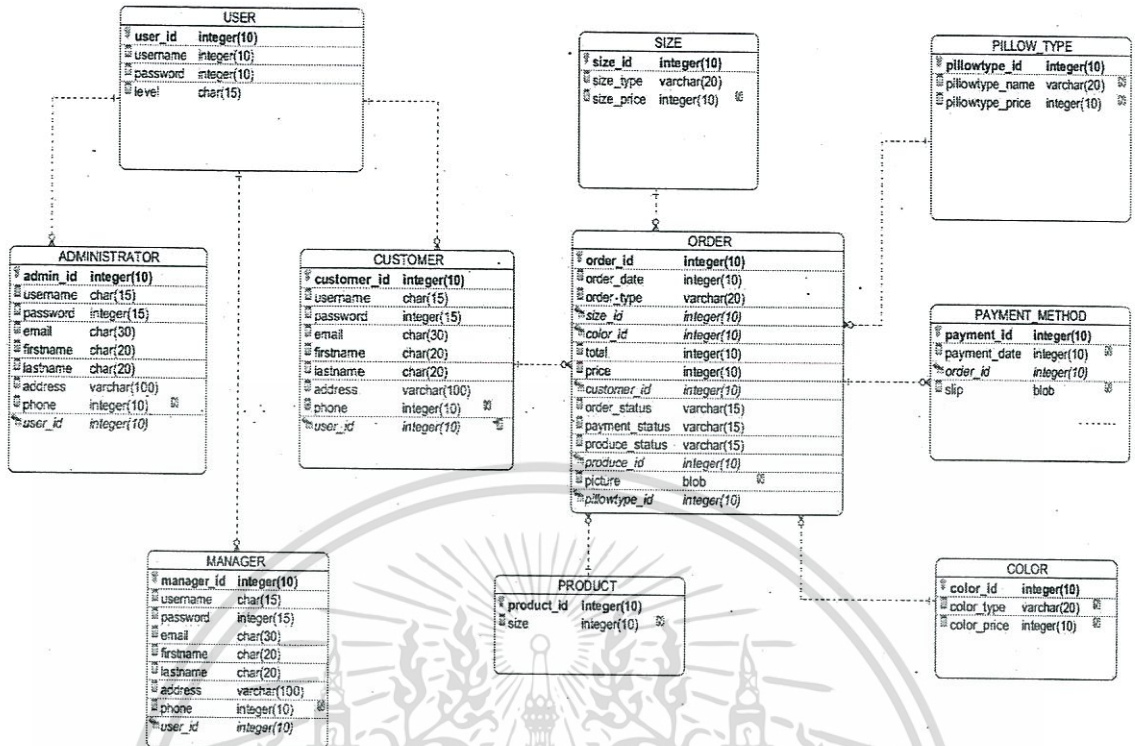 USER
user_id integer(10)
username integer(10)
password integer(10)
level char(15)
SIZE
size_id integer(10)
size_type varchar(20)
size_price integer(10)
PILLOW_TYPE
pillowtype_id integer(10)
pillowtype_name varchar(20)
pillowtype_price integer(10)
ADMINISTRATOR
admin_id integer(10)
username char(15)
password integer(15)
email char(30)
firstname char(20)
lastname char(20)
address varchar(100)
phone integer(10)
user_id integer(10)
CUSTOMER
customer_id integer(10)
username char(15)
password integer(15)
email char(30)
firstname char(20)
lastname char(20)
address varchar(100)
phone integer(10)
user_id integer(10)
ORDER
order_id integer(10)
order_date integer(10)
order-type varchar(20)
size_id integer(10)
color_id integer(10)
total integer(10)
price integer(10)
customer_id integer(10)
order_status varchar(15)
payment_status varchar(15)
produce_status varchar(15)
produce_id integer(10)
picture blob
pillowtype_id integer(10)
PAYMENT_METHOD
payment_id integer(10)
payment_date integer(10)
order_id integer(10)
slip blob
MANAGER
manager_id integer(10)
username char(15)
password integer(15)
email char(30)
firstname char(20)
lastname char(20)
address varchar(100)
phone integer(10)
user_id integer(10)
PRODUCT
product_id integer(10)
size integer(10)
COLOR
color_id integer(10)
color_type varchar(20)
color_price integer(10)